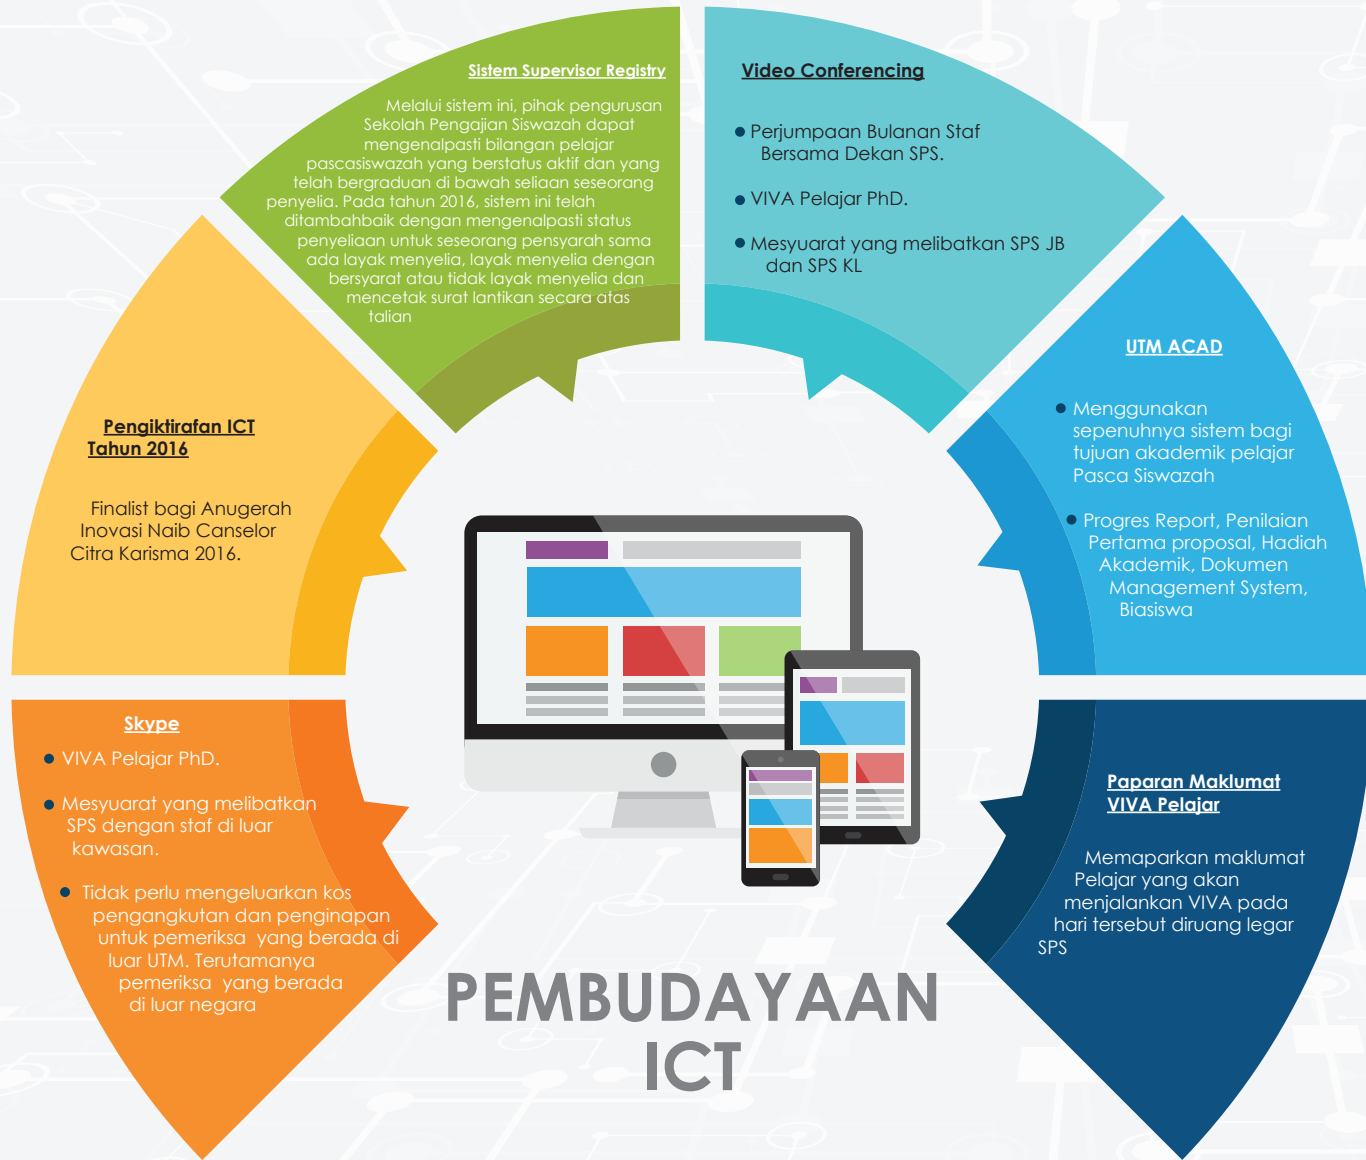 Sistem Supervisor Registry
Melalui sistem ini, pihak pengurusan
Sekolah Pengajian Siswazah dapat
mengenalpasti bilangan pelajar
pascasiswazah yang berstatus aktif dan yang
telah bergraduan di bawah seliaan seseorang
penyelia. Pada tahun 2016, sistem ini telah
ditambahbaik dengan mengenalpasti status
penyeliaan untuk seseorang pensyarah sama
ada layak menyelia, layak menyelia dengan
bersyarat atau tidak layak menyelia dan
mencetak surat lantikan secara atas
talian
Video Conferencing
• Perjumpaan Bulanan Staf
Bersama Dekan SPS.
• VIVA Pelajar PhD.
• Mesyuarat yang melibatkan SPS JB
dan SPS KL
UTM ACAD
• Menggunakan
sepenuhnya sistem bagi
tujuan akademik pelajar
Pasca Siswazah
• Progres Report, Penilaian
Pertama proposal, Hadiah
Akademik, Dokumen
Management System,
Biasiswa
Pengiktirafan ICT
Tahun 2016
Finalist bagi Anugerah
Inovasi Naib Canselor
Citra Karisma 2016.
Skype
• VIVA Pelajar PhD.
• Mesyuarat yang melibatkan
SPS dengan staf di luar
kawasan.
• Tidak perlu mengeluarkan kos
pengangkutan dan penginapan
untuk pemeriksa yang berada di
luar UTM. Terutamanya
pemeriksa yang berada
di luar negara
Paparan Maklumat
VIVA Pelajar
Memaparkan maklumat
Pelajar yang akan
menjalankan VIVA pada
hari tersebut diruang legar
SPS
PEMBUDAYAAN
ICT